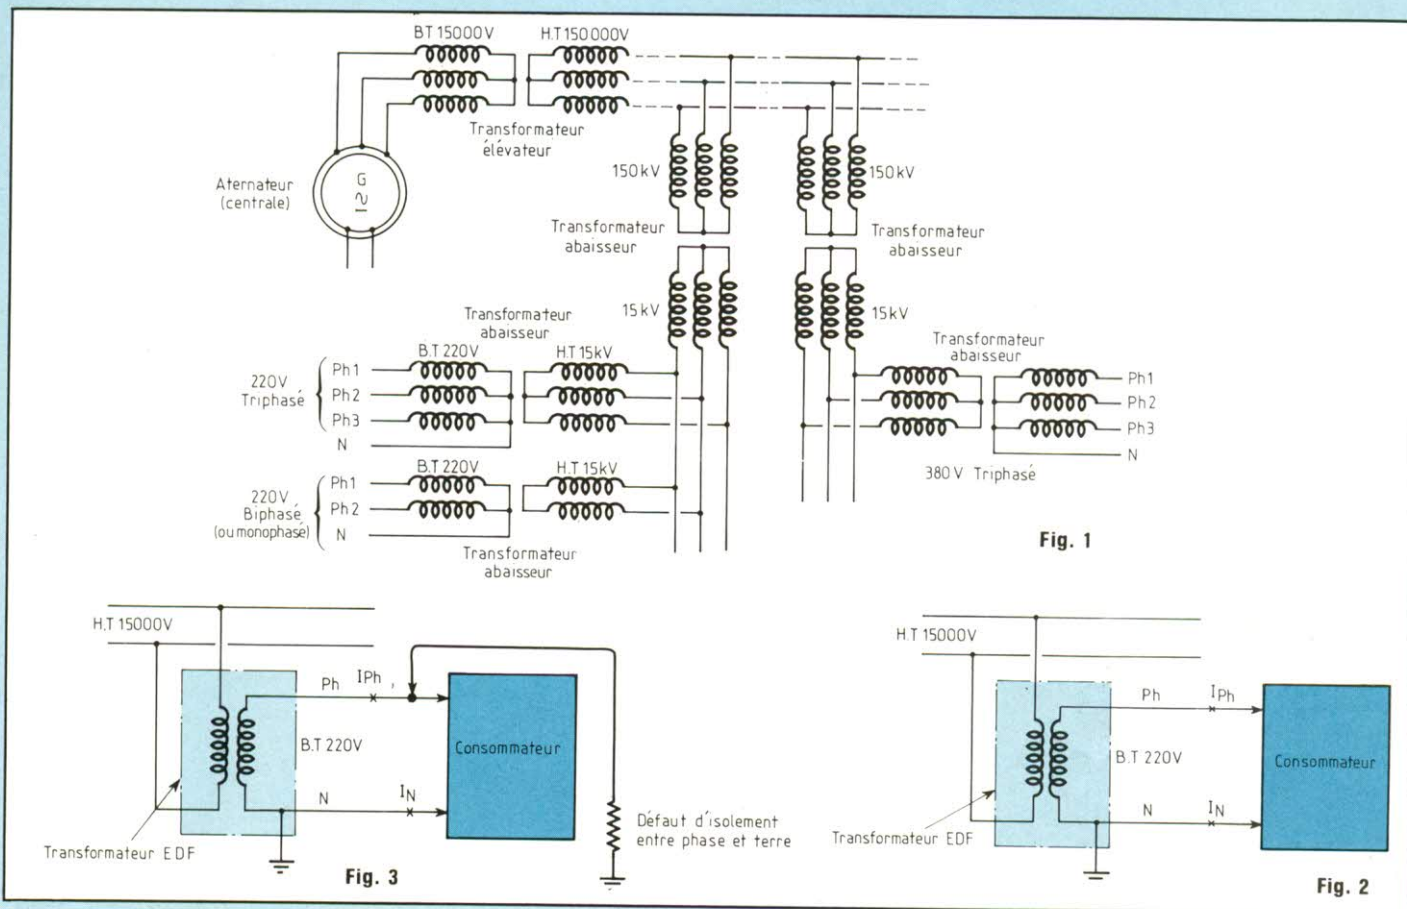 BT 15000V
H.T 150000V
Transformateur
élévateur
Aternateur
(centrale)
G
150kV
150kV
Transformateur
abaisseur
Transformateur
abaisseur
15kV
15kV
Transformateur
abaisseur
B.T 220V
H.T 15kV
220V
Triphasé
Ph1
Ph2
Ph3
N
Transformateur
abaisseur
Ph1
Ph2
Ph3
N
380V Triphasé
B.T 220V
H.T 15kV
220V
Biphasé
(ou monophasé)
Ph1
Ph2
N
Transformateur
abaisseur
Fig. 1
H.T 15000V
Ph
IPh
B.T 220V
Consommateur
N
IN
Transformateur EDF
Défaut d'isolement
entre phase et terre
Fig. 3
H.T 15000V
Ph
IPh
B.T 220V
Consommateur
N
IN
Transformateur EDF
Fig. 2